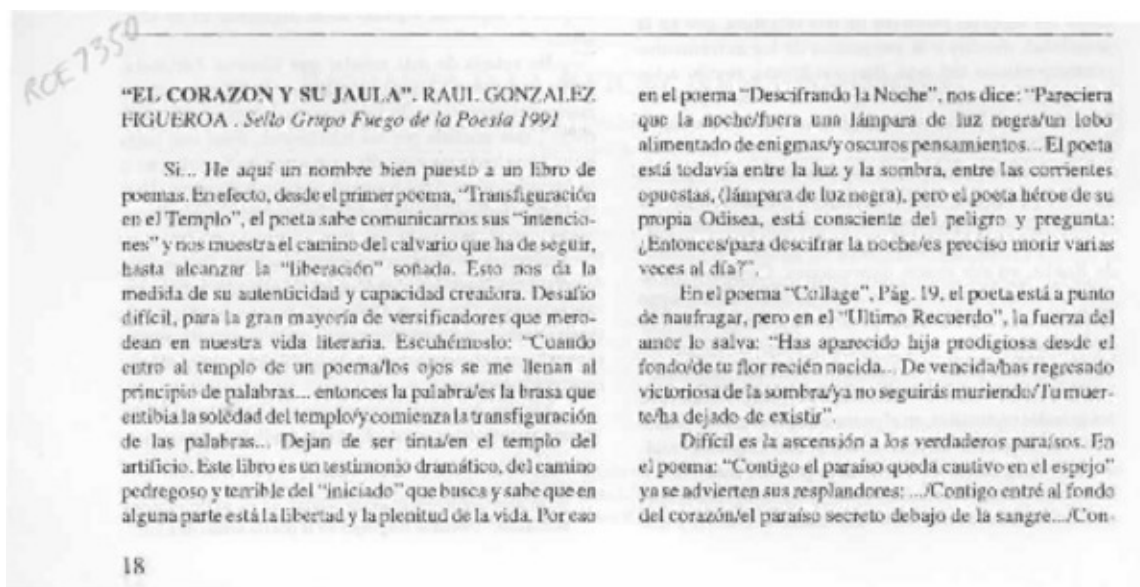 RCE 7350
"EL CORAZON Y SU JAULA". RAUL GONZALEZ
FIGUEROA . Sello Grupo Fuego de la Poesía 1991
Si... He aquí un nombre bien puesto a un libro de
poemas. En efecto, desde el primer poema, "Transfiguración
en el Templo", el poeta sabe comunicarnos sus "intencio-
nes" y nos muestra el camino del calvario que ha de seguir,
hasta alcanzar la "liberación" soñada. Esto nos da la
medida de su autenticidad y capacidad creadora. Desafío
difícil, para la gran mayoría de versificadores que mero-
dean en nuestra vida literaria. Escuhémoslo: "Cuando
entro al templo de un poema/los ojos se me llenan al
principio de palabras... entonces la palabra/es la brasa que
entibia la soledad del templo/y comienza la transfiguración
de las palabras... Dejan de ser tinta/en el templo del
artificio. Este libro es un testimonio dramático, del camino
pedregoso y terrible del "iniciado" que busca y sabe que en
alguna parte está la libertad y la plenitud de la vida. Por eso
18
en el poema "Descifrando la Noche", nos dice: "Pareciera
que la noche/fuera una lámpara de luz negra/un lobo
alimentado de enigmas/y oscuros pensamientos... El poeta
está todavía entre la luz y la sombra, entre las corrientes
opuestas, (lámpara de luz negra), pero el poeta héroe de su
propia Odisea, está consciente del peligro y pregunta:
¿Entonces/para descifrar la noche/es preciso morir varias
veces al día?".
En el poema "Collage", Pág. 19, el poeta está a punto
de naufragar, pero en el "Ultimo Recuerdo", la fuerza del
amor lo salva: "Has aparecido hija prodigiosa desde el
fondo/de tu flor recién nacida... De vencida/has regresado
victoriosa de la sombra/ya no seguirás muriendo/Tu muer-
te/ha dejado de existir".
Difícil es la ascensión a los verdaderos paraísos. En
el poema: "Contigo el paraíso queda cautivo en el espejo"
ya se advierten sus resplandores: .../Contigo entré al fondo
del corazón/el paraíso secreto debajo de la sangre.../Con-